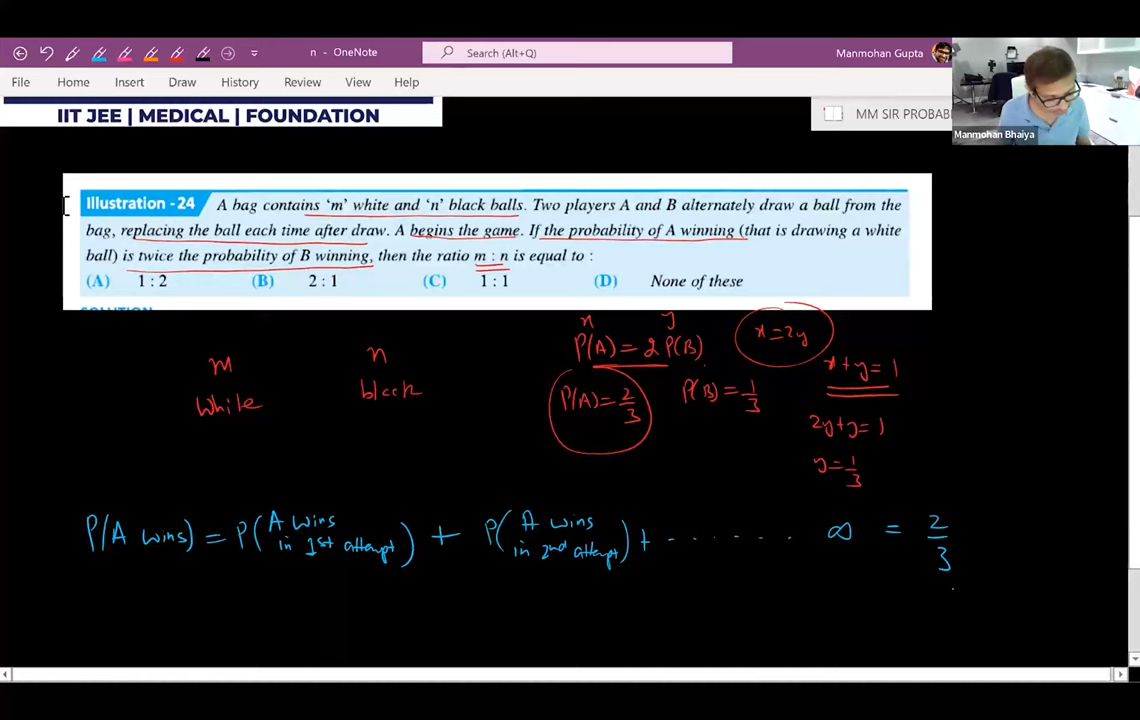 n - OneNote
Search (Alt+Q)
Manmohan Gupta
File Home Insert Draw History Review View Help
IIT JEE | MEDICAL | FOUNDATION
MM SIR PROBAB
Manmohan Bhaiya
Illustration - 24 A bag contains 'm' white and 'n' black balls. Two players A and B alternately draw a ball from the
bag, replacing the ball each time after draw. A begins the game. If the probability of A winning (that is drawing a white
ball) is twice the probability of B winning, then the ratio m : n is equal to :
(A) 1 : 2 (B) 2 : 1 (C) 1 : 1 (D) None of these
x y
m n P(A) = 2 P(B) x = 2y
white black P(A) = 2/3 P(B) = 1/3 x + y = 1
2y + y = 1
y = 1/3
P(A wins) = P(A wins in 1st attempt) + P(A wins in 2nd attempt) + ........ ∞ = 2/3